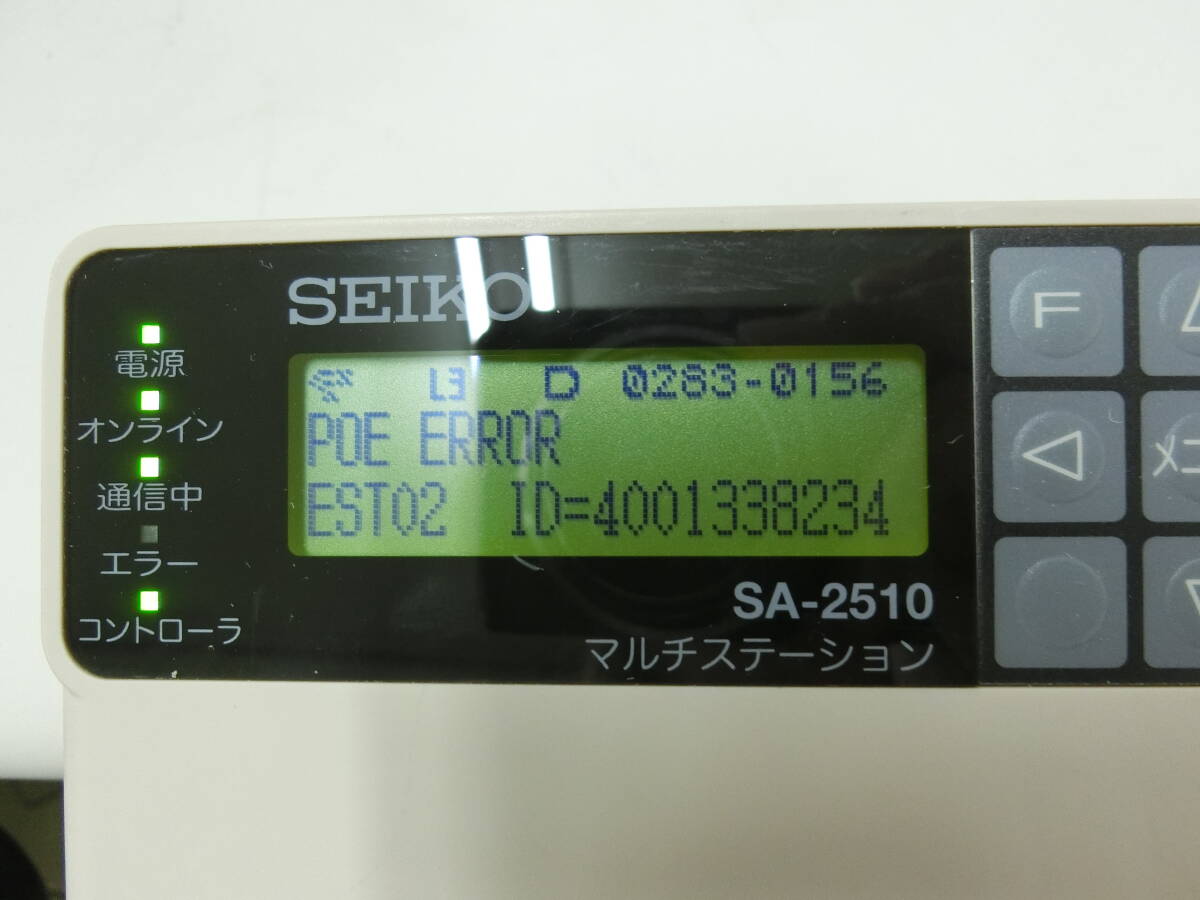 SEIKO
電源
オンライン
通信中
エラー
コントローラ
L3 D 0283-0156
POE ERROR
EST02 ID=4001338234
SA-2510
マルチステーション
F